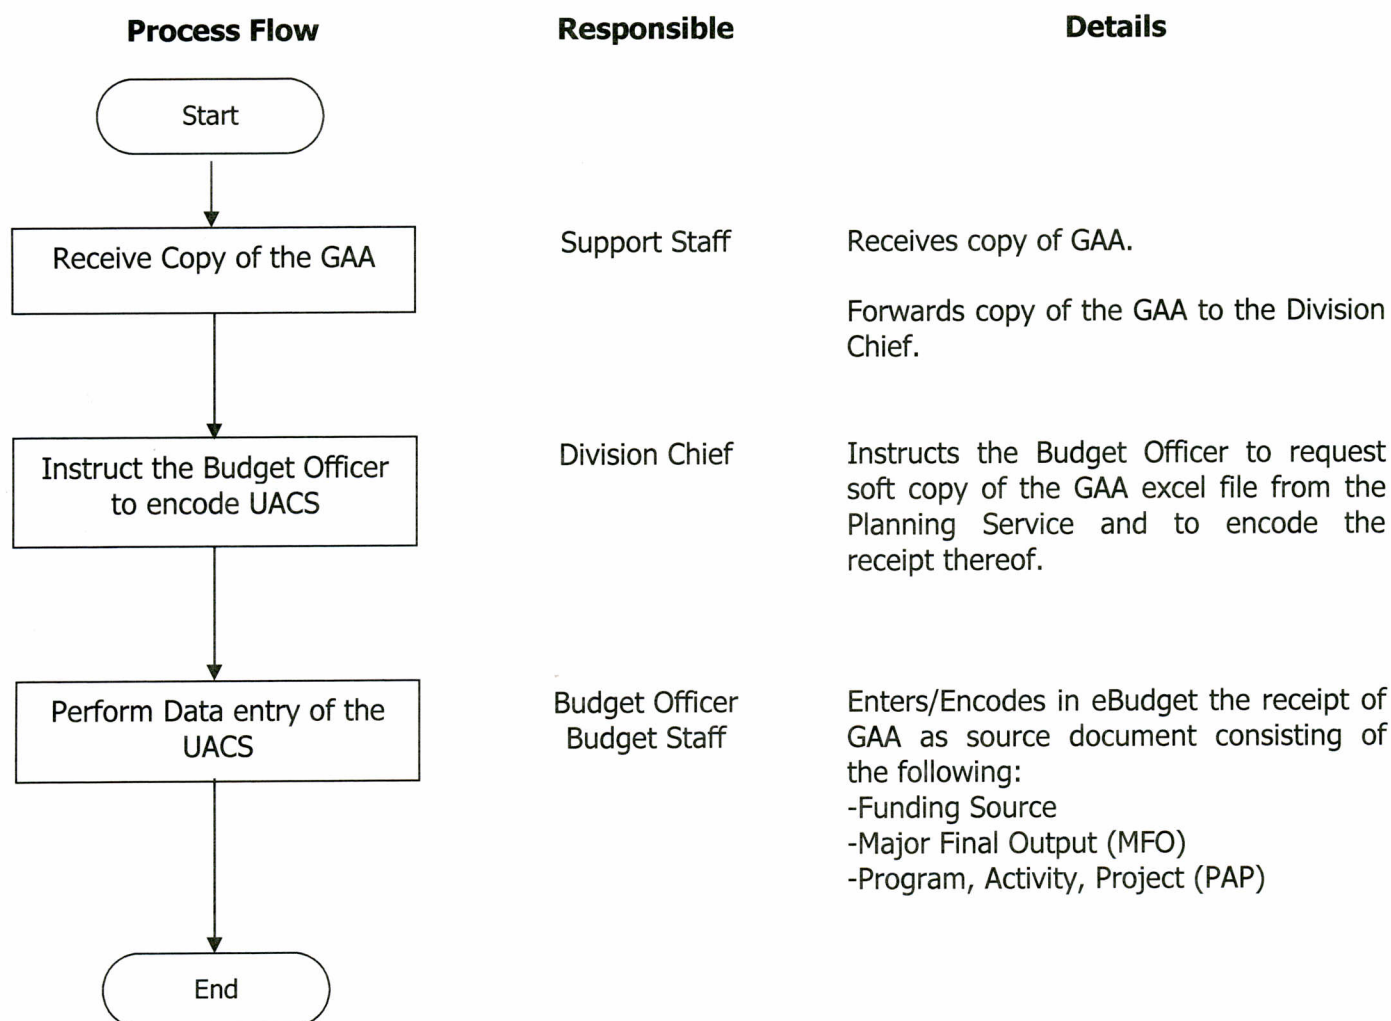 Process Flow
Responsible
Details
Start
Receive Copy of the GAA
Support Staff
Receives copy of GAA.
Forwards copy of the GAA to the Division
Chief.
Instruct the Budget Officer
to encode UACS
Division Chief
Instructs the Budget Officer to request
soft copy of the GAA excel file from the
Planning Service and to encode the
receipt thereof.
Perform Data entry of the
UACS
Budget Officer
Budget Staff
Enters/Encodes in eBudget the receipt of
GAA as source document consisting of
the following:
-Funding Source
-Major Final Output (MFO)
-Program, Activity, Project (PAP)
End